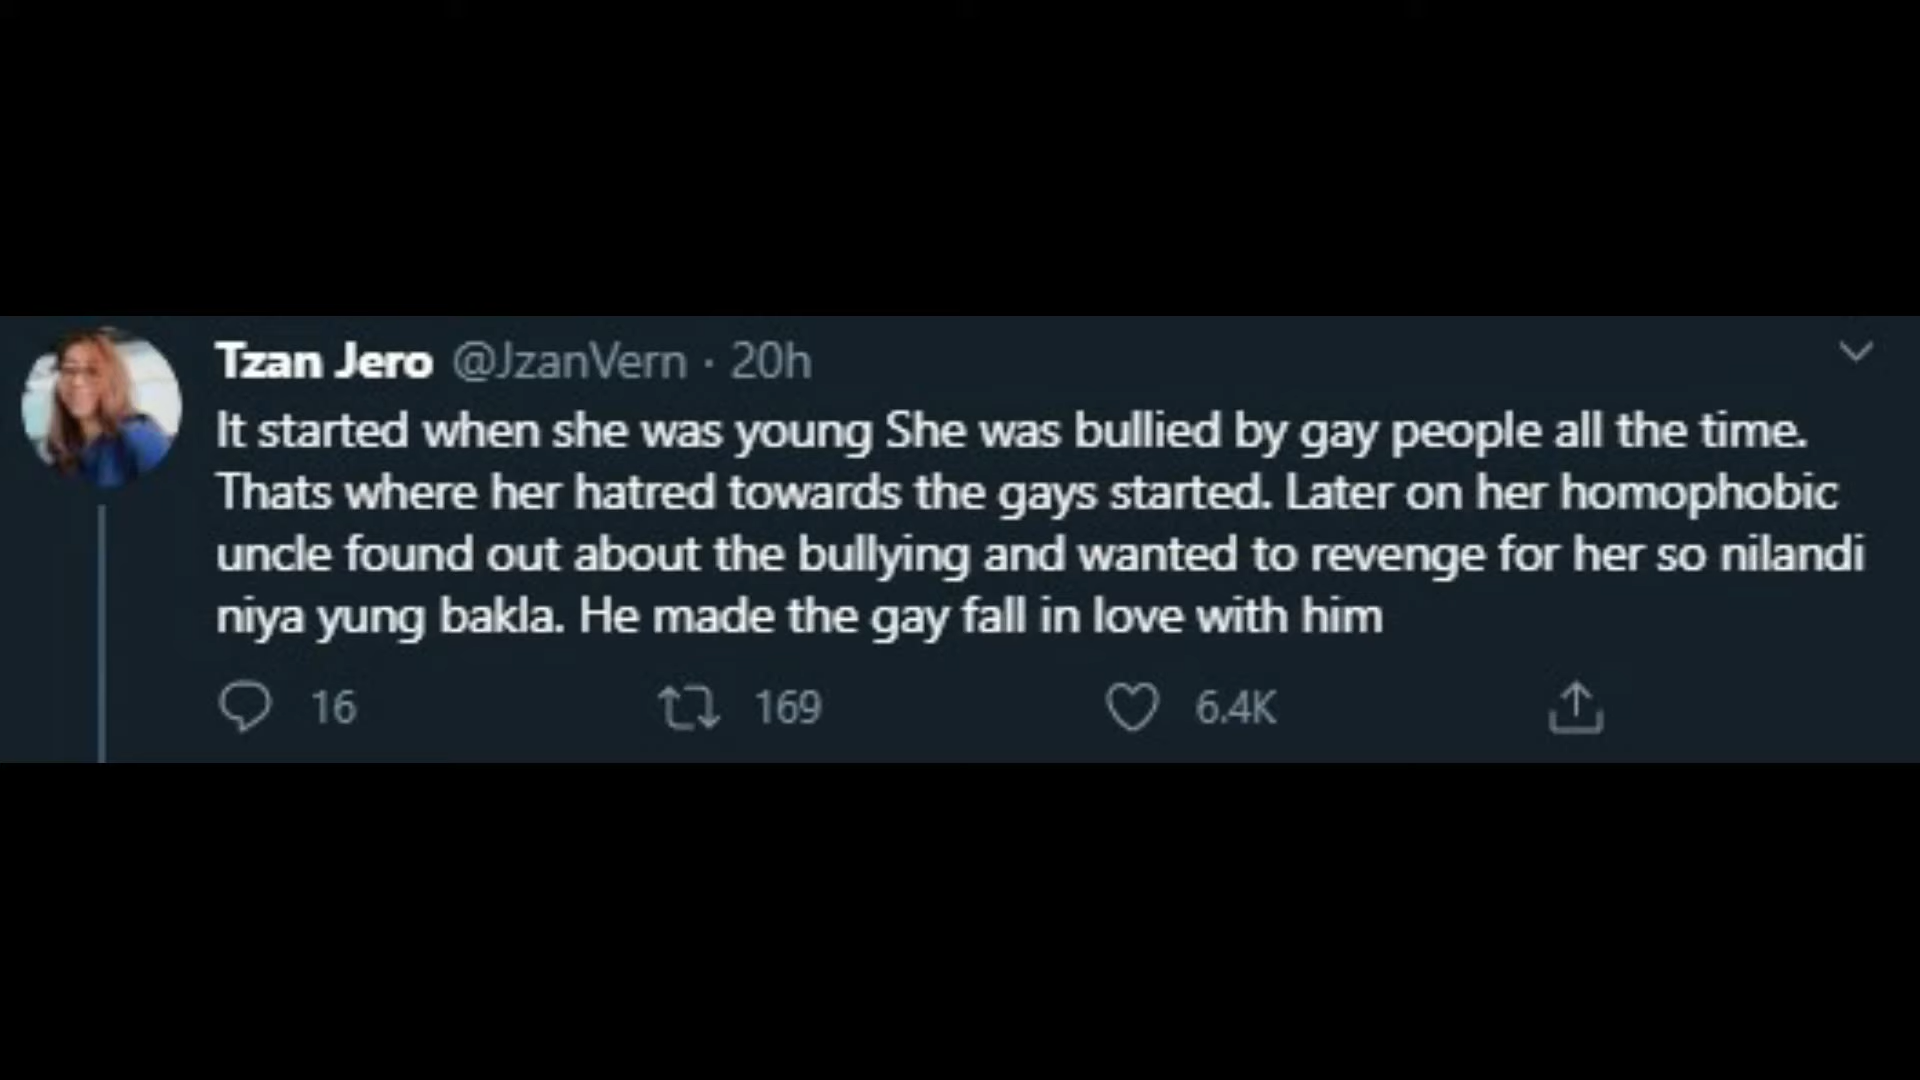 Tzan Jero @JzanVern · 20h
It started when she was young She was bullied by gay people all the time.
Thats where her hatred towards the gays started. Later on her homophobic
uncle found out about the bullying and wanted to revenge for her so nilandi
niya yung bakla. He made the gay fall in love with him
16 169 6.4K